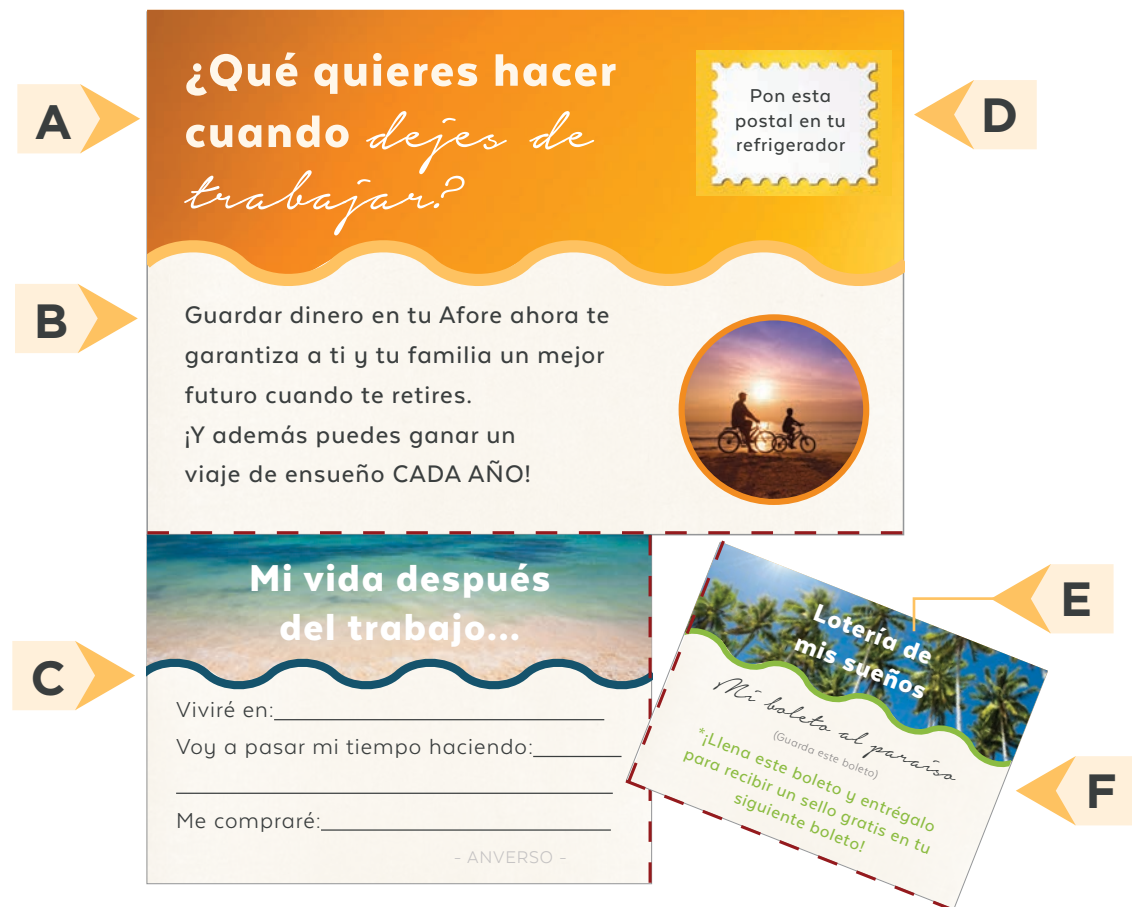 A
¿Qué quieres hacer
cuando dejes de
trabajar?
Pon esta
postal en tu
refrigerador
D
B
Guardar dinero en tu Afore ahora te
garantiza a ti y tu familia un mejor
futuro cuando te retires.
¡Y además puedes ganar un
viaje de ensueño CADA AÑO!
C
Mi vida después
del trabajo...
Viviré en:
Voy a pasar mi tiempo haciendo:
Me compraré:
- ANVERSO -
E
Lotería de
mis sueños
Mi boleto al paraíso
(Guarda este boleto)
*¡Llena este boleto y entrégalo
para recibir un sello gratis en tu
siguiente boleto!
F